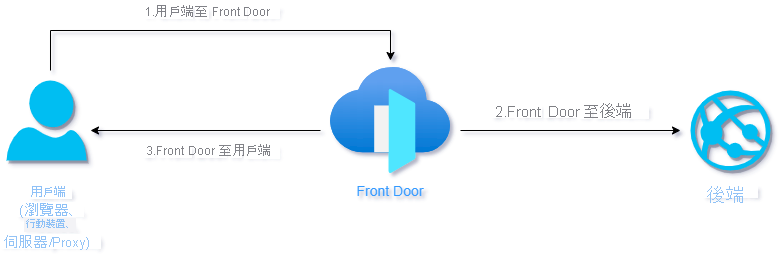 1.用戶端至 Front Door
2.Front Door 至後端
3.Front Door 至用戶端
用戶端
(瀏覽器、
行動裝置、
伺服器/Proxy)
Front Door
後端